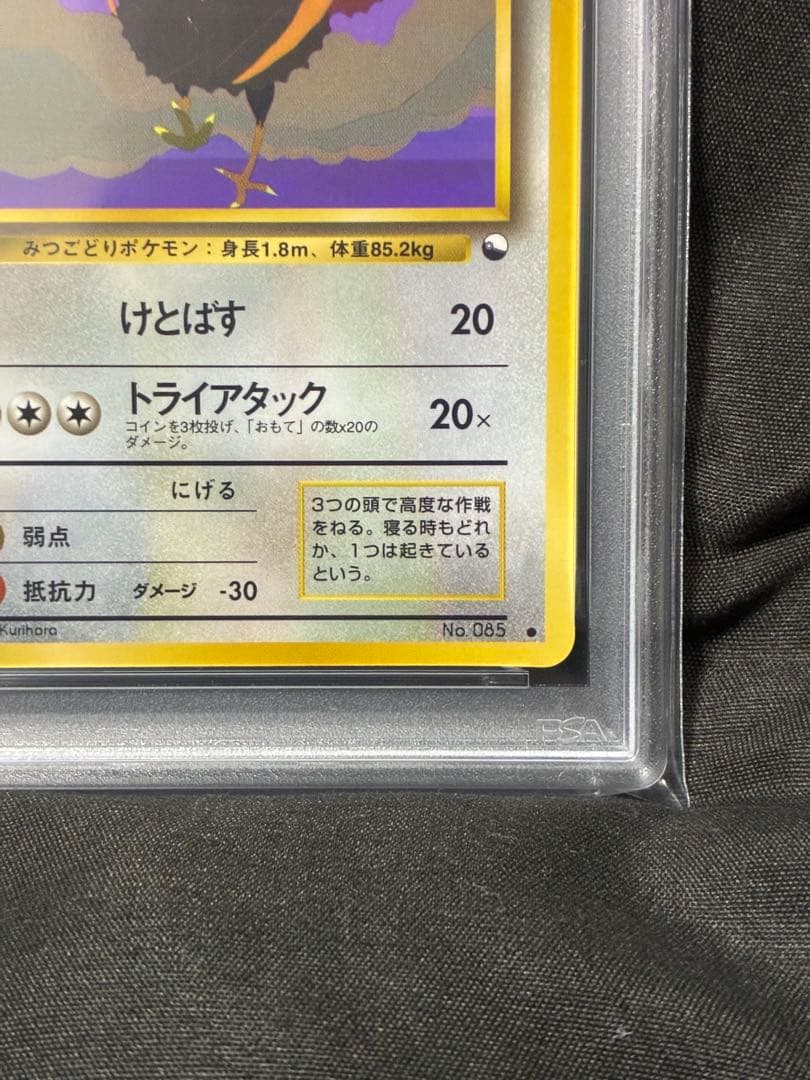 みつごどりポケモン：身長1.8m、体重85.2kg
けとばす 20
トライアタック 20×
コインを3枚投げ、「おもて」の数x20の
ダメージ。
にげる
3つの頭で高度な作戦
をねる。寝る時もどれ
か、1つは起きている
という。
弱点
抵抗力 ダメージ -30
Kurihara No. 085 ●
PSA